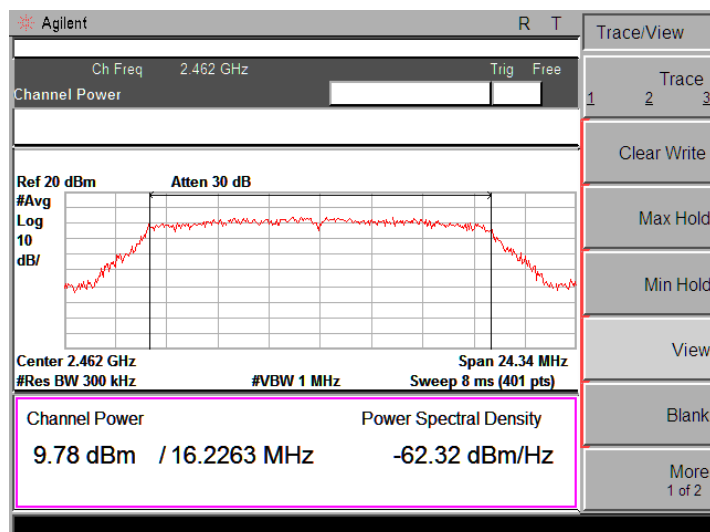 Agilent R T
Trace/View
Ch Freq 2.462 GHz Trig Free
Channel Power
Trace
1 2 3
Clear Write
Max Hold
Min Hold
View
Blank
More
1 of 2
Ref 20 dBm Atten 30 dB
#Avg
Log
10
dB/
Center 2.462 GHz Span 24.34 MHz
#Res BW 300 kHz #VBW 1 MHz Sweep 8 ms (401 pts)
Channel Power Power Spectral Density
9.78 dBm / 16.2263 MHz -62.32 dBm/Hz